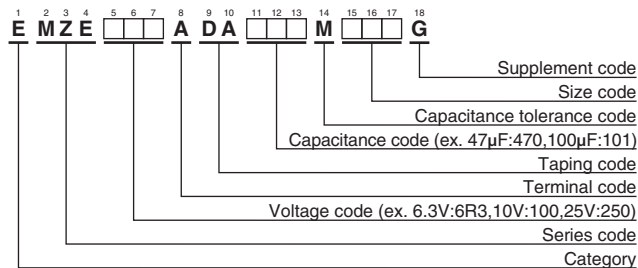 1 2 3 4 5 6 7 8 9 10 11 12 13 14 15 16 17 18
E MZE A DA M G
Supplement code
Size code
Capacitance tolerance code
Capacitance code (ex. 47µF:470,100µF:101)
Taping code
Terminal code
Voltage code (ex. 6.3V:6R3,10V:100,25V:250)
Series code
Category